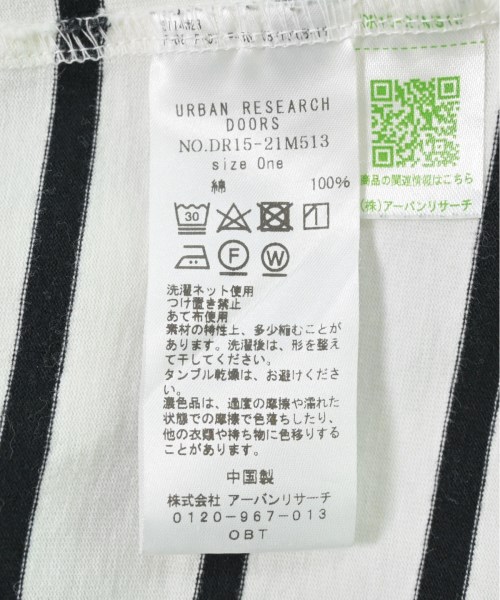 URBAN RESEARCH
DOORS
NO.DR15-21M513
size One
綿 100%
30
F W
洗濯ネット使用
つけ置き禁止
あて布使用
素材の特性上、多少縮むことが
あります。洗濯後は、形を整え
て干してください。
タンブル乾燥は、お避けくださ
い。
濃色品は、過度の摩擦や濡れた
状態での摩擦で色落ちしたり、
他の衣類や持ち物に色移りする
ことがあります。
中国製
株式会社 アーバンリサーチ
0120-967-013
OBT
商品の関連情報はこちら
(株)アーバンリサーチ